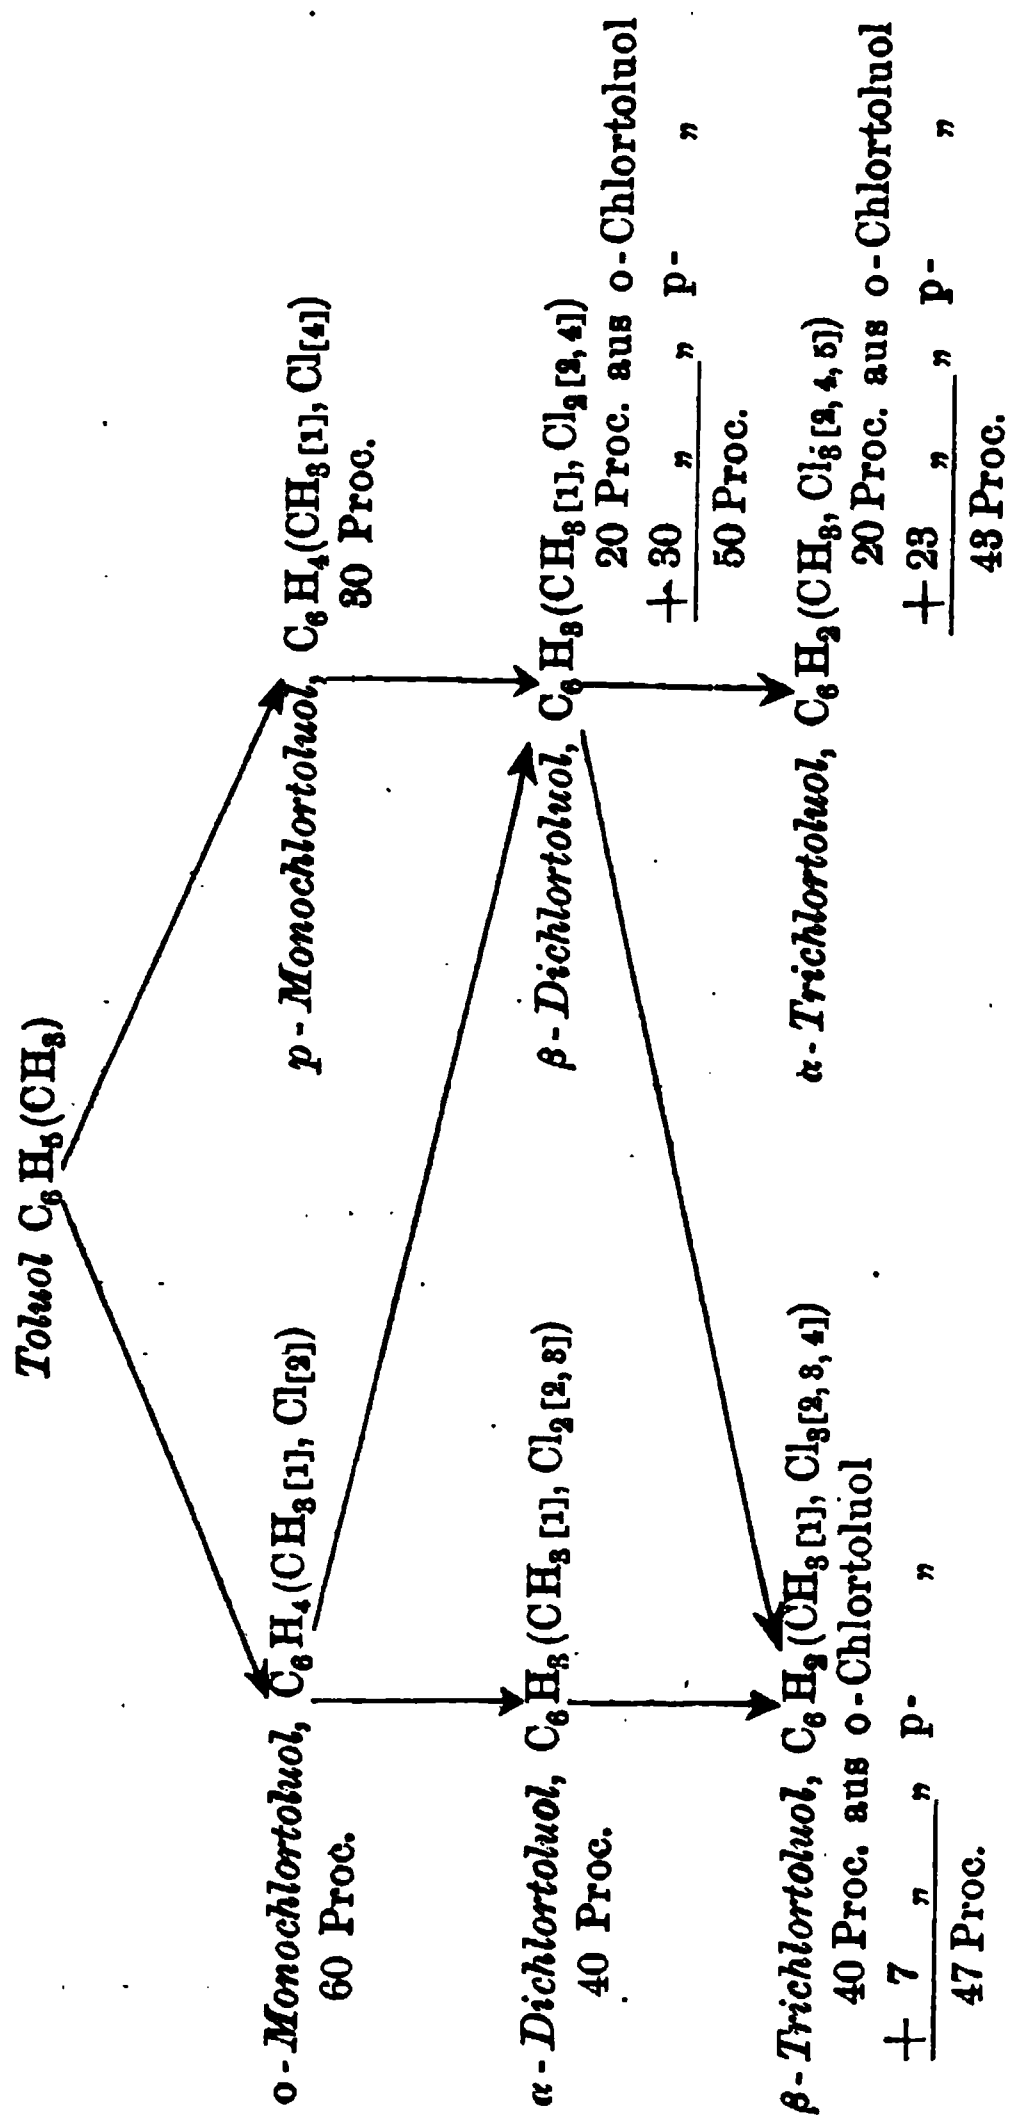 Toluol C₆H₅(CH₃)
o-Monochlortoluol, C₆H₄(CH₃[1], Cl[2])
60 Proc.
p-Monochlortoluol, C₆H₄(CH₃[1], Cl[4])
30 Proc.
α-Dichlortoluol, C₆H₃(CH₃[1], Cl₂[2, 3])
40 Proc.
β-Dichlortoluol, C₆H₃(CH₃[1], Cl₂[2, 4])
20 Proc. aus o-Chlortoluol
+ 30 „ „ p- „
50 Proc.
β-Trichlortoluol, C₆H₂(CH₃[1], Cl₃[2, 3, 4])
40 Proc. aus o-Chlortoluol
+ 7 „ „ p- „
47 Proc.
α-Trichlortoluol, C₆H₂(CH₃, Cl₃[2, 4, 5])
20 Proc. aus o-Chlortoluol
+ 23 „ „ p- „
43 Proc.